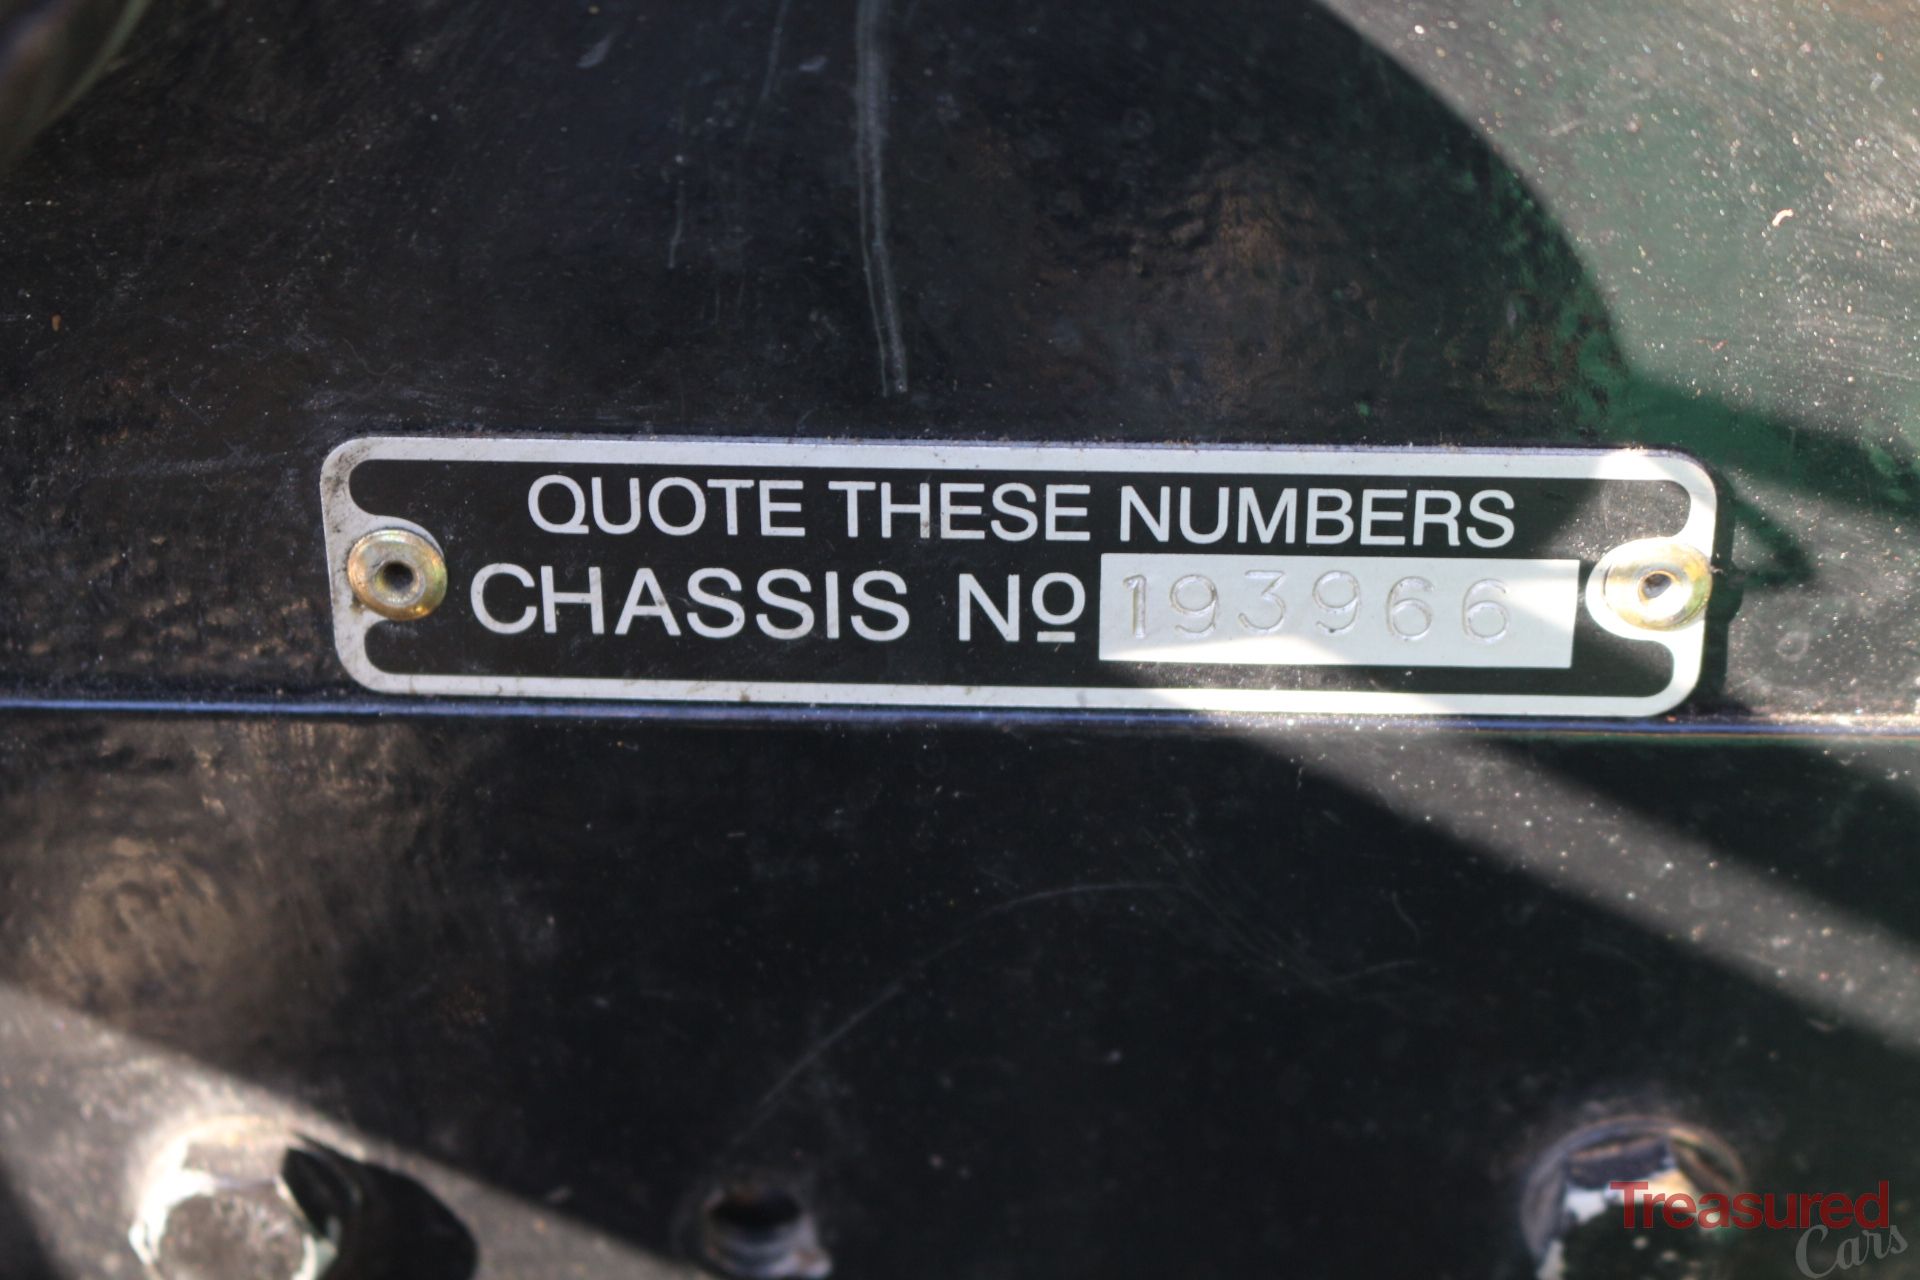 QUOTE THESE NUMBERS
CHASSIS Nº 193966
Treasured
Cars